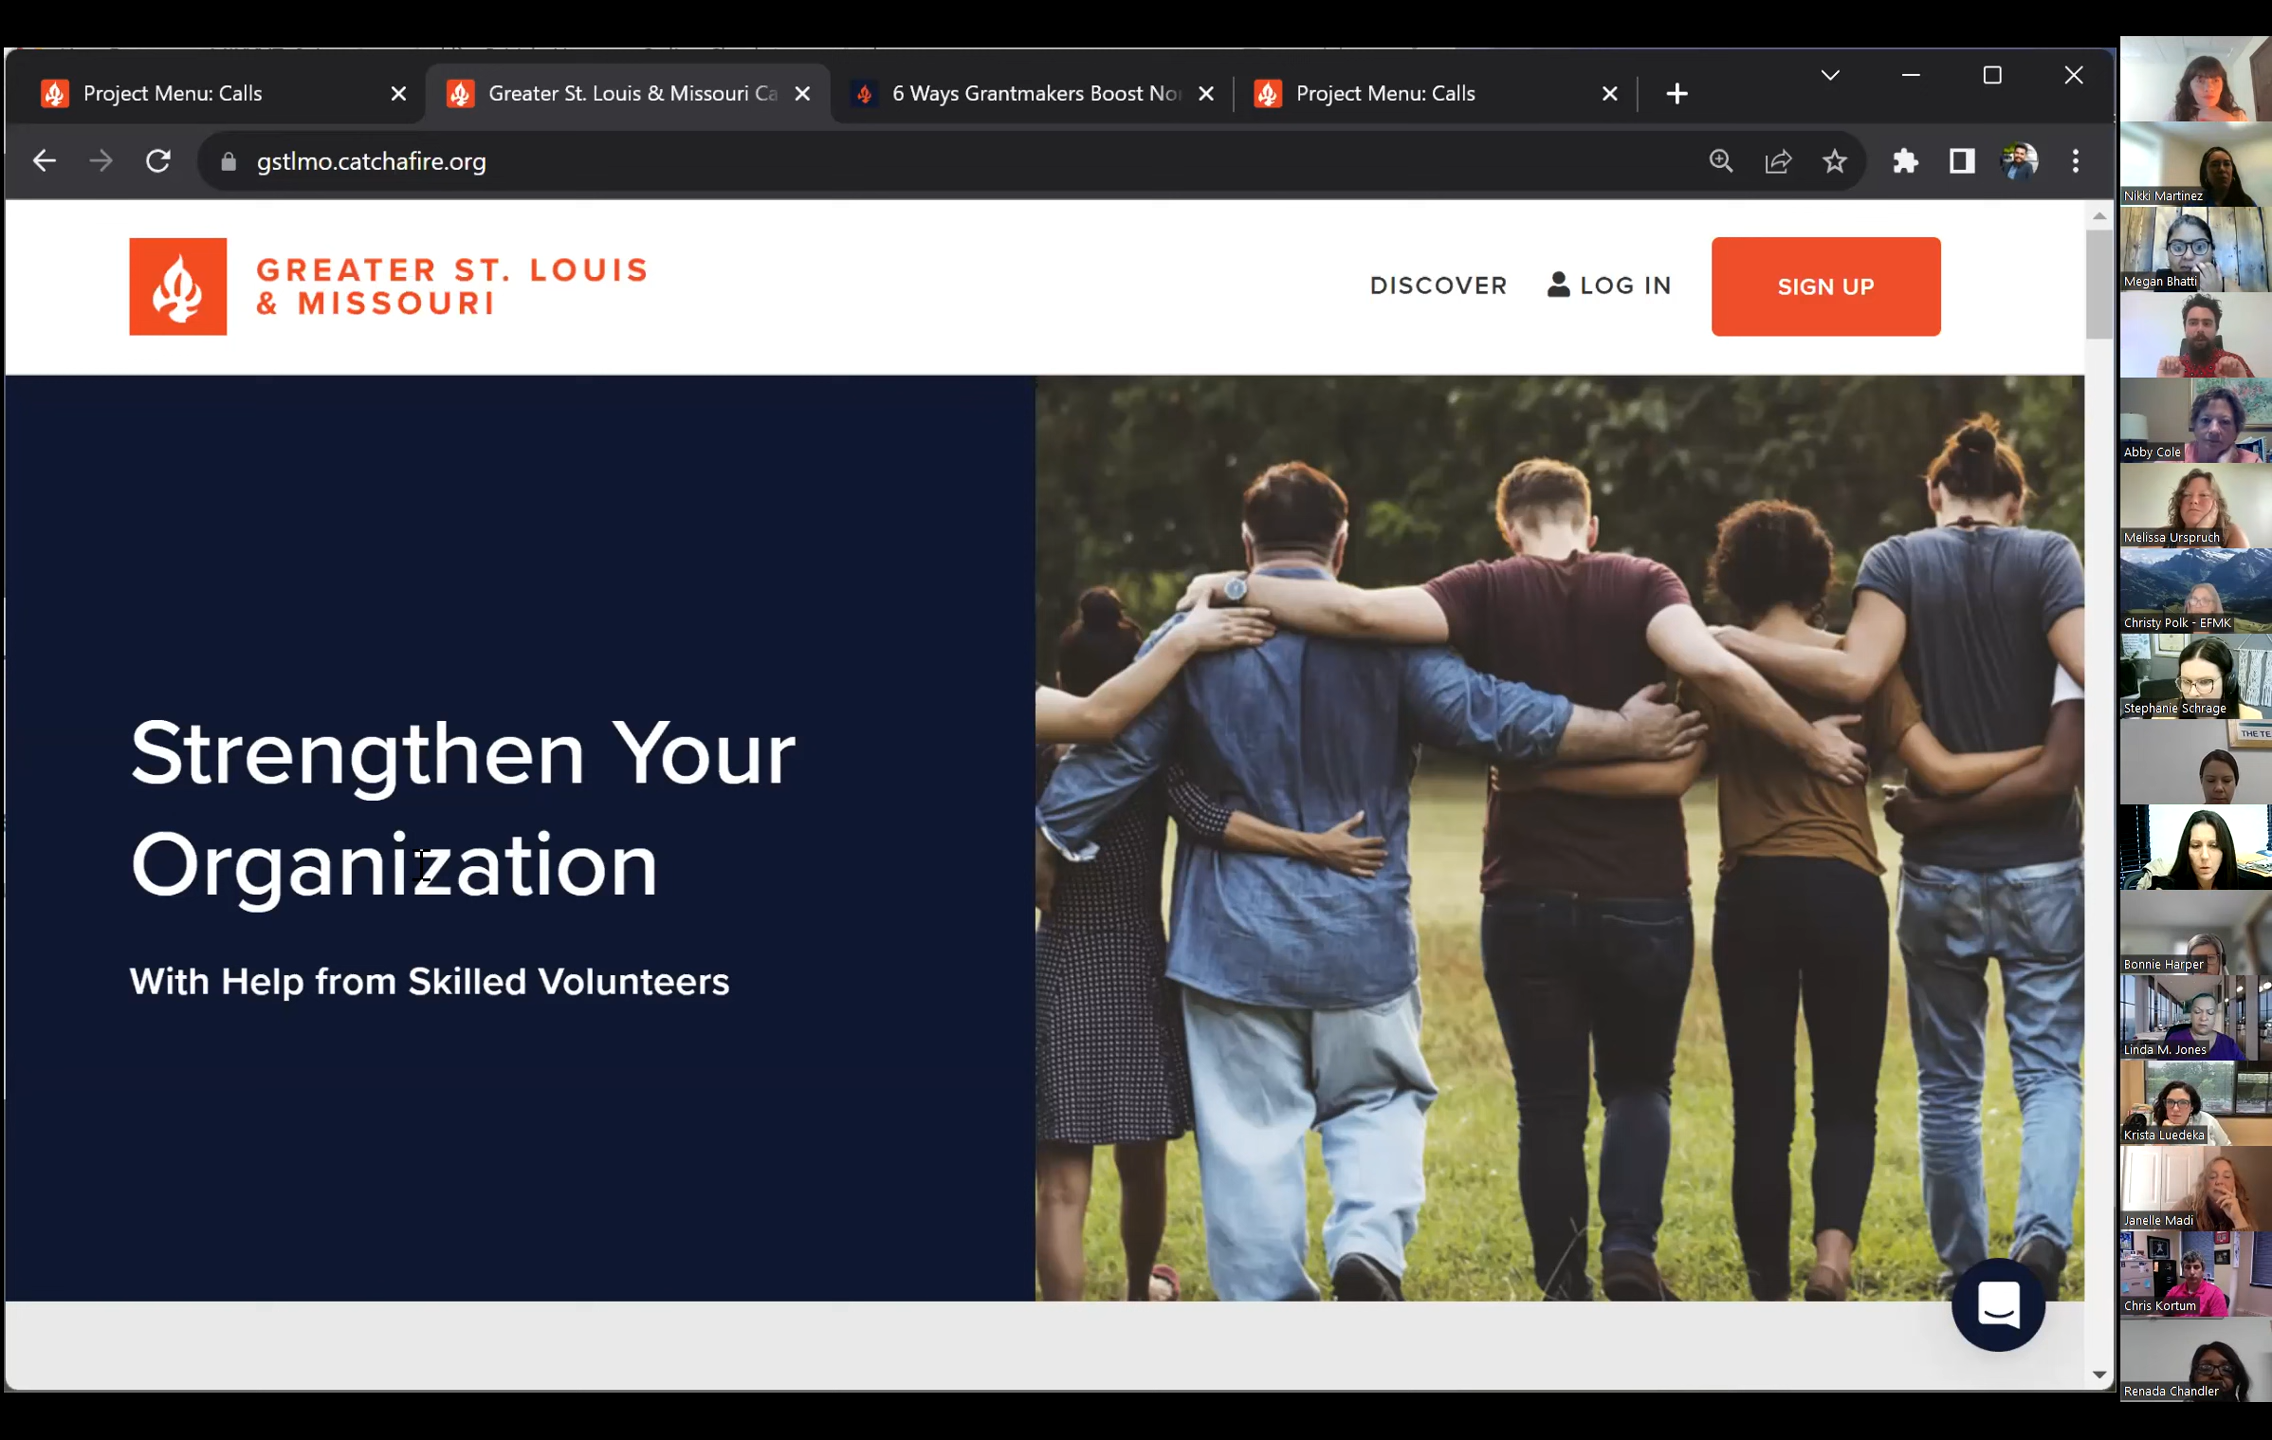 Project Menu: Calls
Greater St. Louis & Missouri Ca
6 Ways Grantmakers Boost No
Project Menu: Calls
gstlmo.catchafire.org
GREATER ST. LOUIS
& MISSOURI
DISCOVER
LOG IN
SIGN UP
Strengthen Your
Organization
With Help from Skilled Volunteers
Nikki Martinez
Megan Bhatti
Abby Cole
Melissa Urspruch
Christy Polk - EFMK
Stephanie Schrage
THE TE
Bonnie Harper
Linda M. Jones
Krista Luedeka
Janelle Madi
Chris Kortum
Renada Chandler